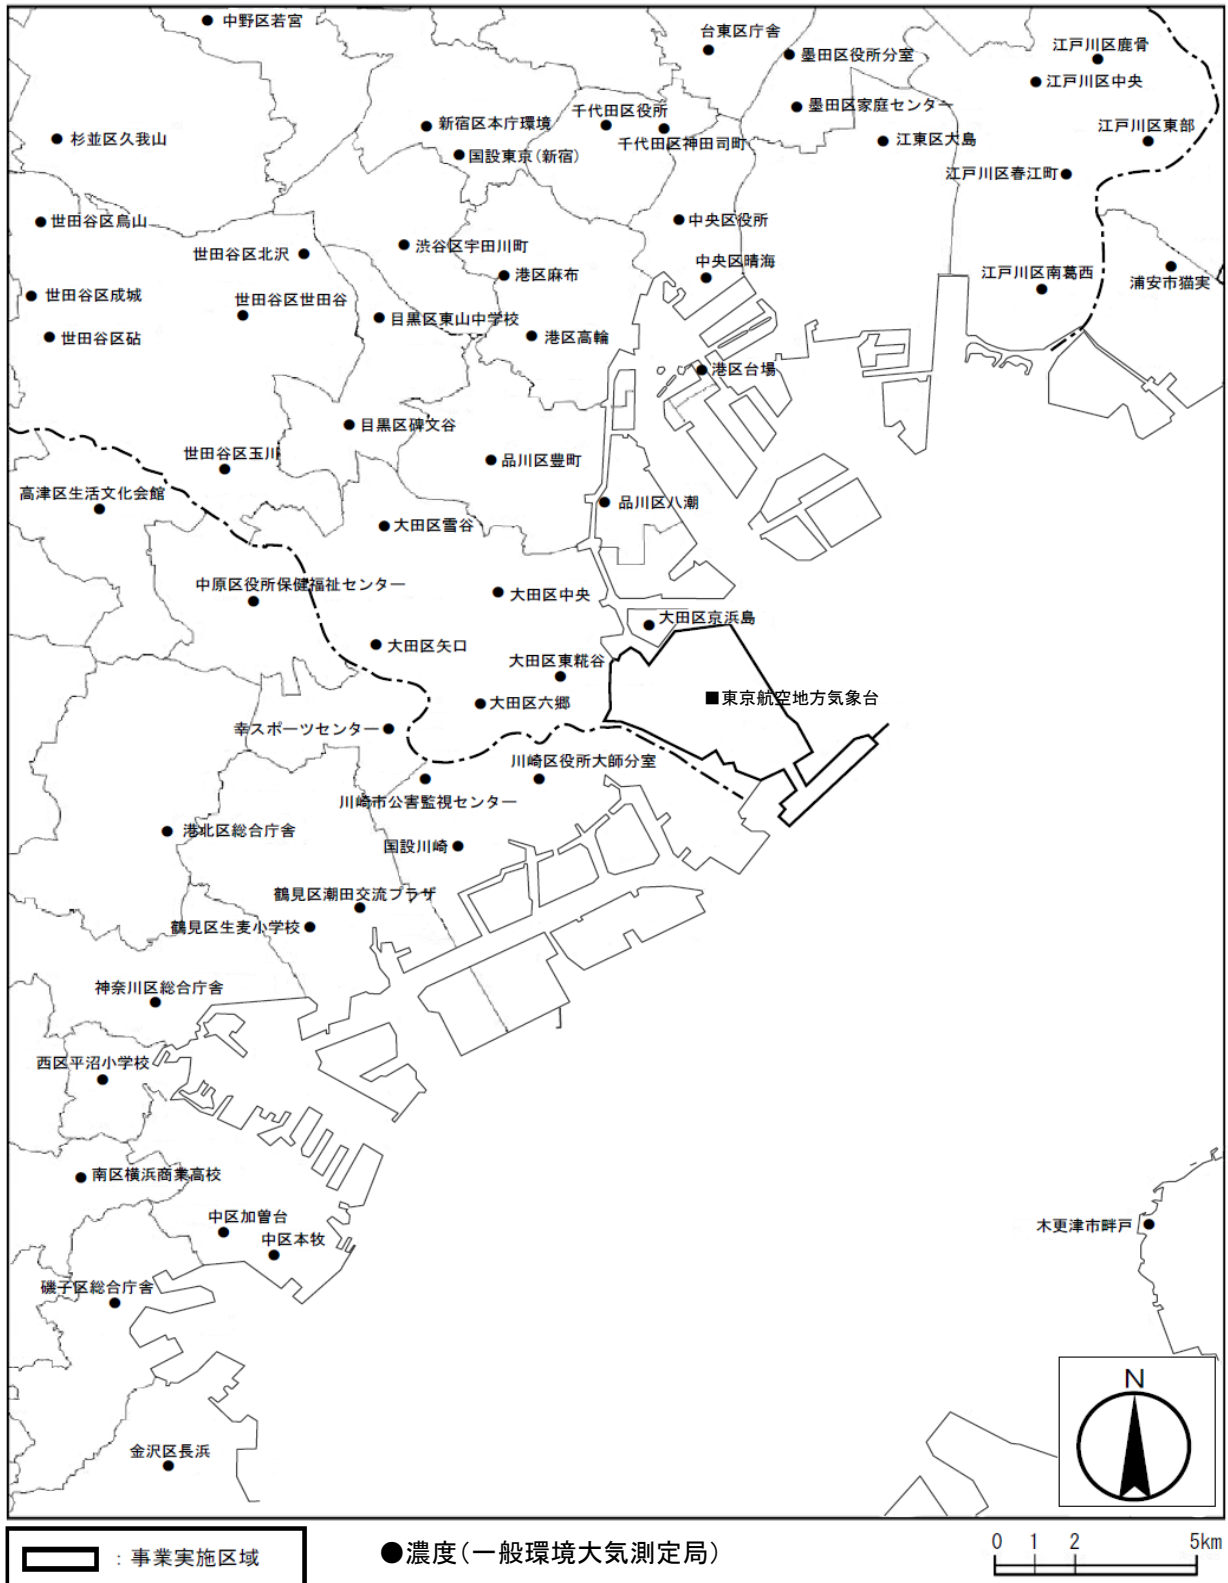 中野区若宮
台東区庁舎
江戸川区鹿骨
墨田区役所分室
江戸川区中央
千代田区役所
墨田区家庭センター
新宿区本庁環境
江戸川区東部
杉並区久我山
千代田区神田司町
江東区大島
国設東京(新宿)
江戸川区春江町
世田谷区烏山
中央区役所
渋谷区宇田川町
世田谷区北沢
中央区晴海
港区麻布
江戸川区南葛西
浦安市猫実
世田谷区成城
世田谷区世田谷
目黒区東山中学校
世田谷区砧
港区高輪
港区台場
目黒区碑文谷
世田谷区玉川
品川区豊町
高津区生活文化会館
品川区八潮
大田区雪谷
中原区役所保健福祉センター
大田区中央
大田区京浜島
大田区矢口
大田区東糀谷
■東京航空地方気象台
大田区六郷
幸スポーツセンター
川崎区役所大師分室
川崎市公害監視センター
港北区総合庁舎
国設川崎
鶴見区潮田交流プラザ
鶴見区生麦小学校
神奈川区総合庁舎
西区平沼小学校
南区横浜商業高校
中区加曽台
木更津市畔戸
中区本牧
磯子区総合庁舎
N
金沢区長浜
：事業実施区域
●濃度(一般環境大気測定局)
0 1 2 5km